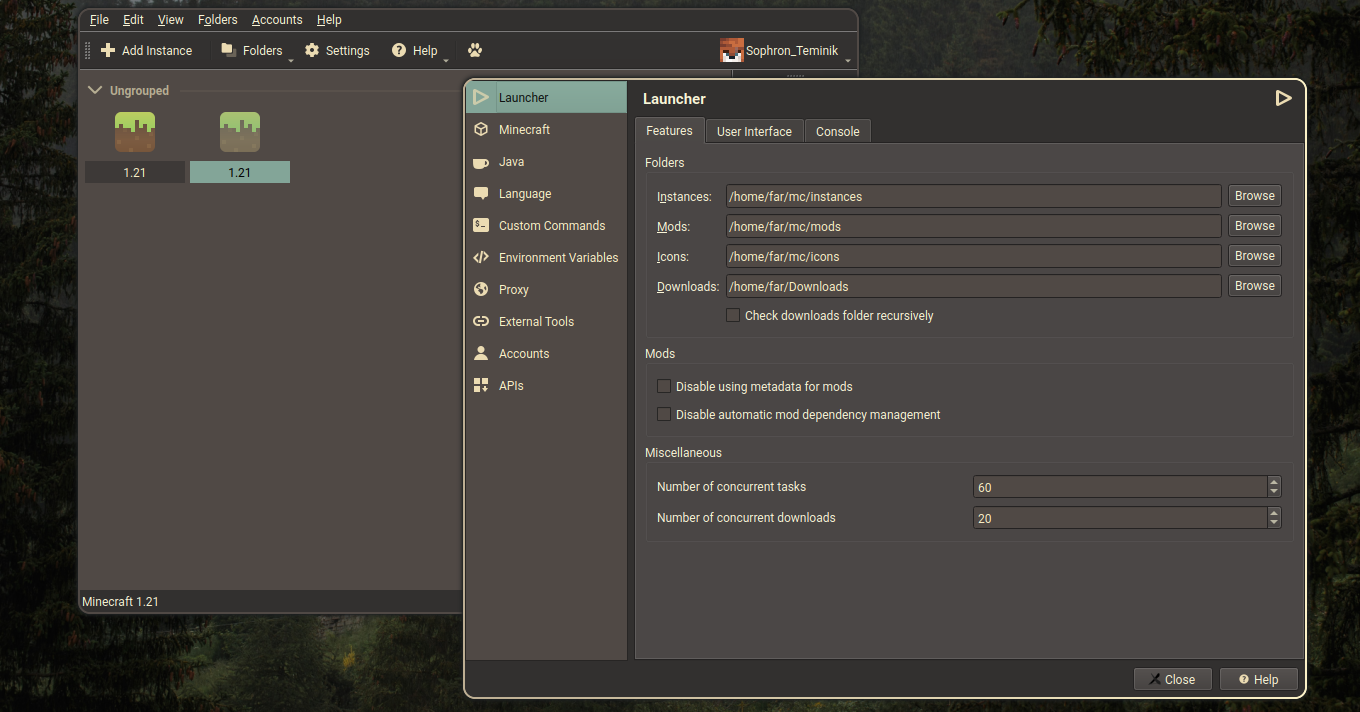 File Edit View Folders Accounts Help
Add Instance Folders Settings Help Sophron_Teminik
Ungrouped
1.21 1.21
Minecraft 1.21
Launcher
Minecraft
Java
Language
Custom Commands
Environment Variables
Proxy
External Tools
Accounts
APIs
Launcher
Features User Interface Console
Folders
Instances: /home/far/mc/instances Browse
Mods: /home/far/mc/mods Browse
Icons: /home/far/mc/icons Browse
Downloads: /home/far/Downloads Browse
Check downloads folder recursively
Mods
Disable using metadata for mods
Disable automatic mod dependency management
Miscellaneous
Number of concurrent tasks 60
Number of concurrent downloads 20
Close Help